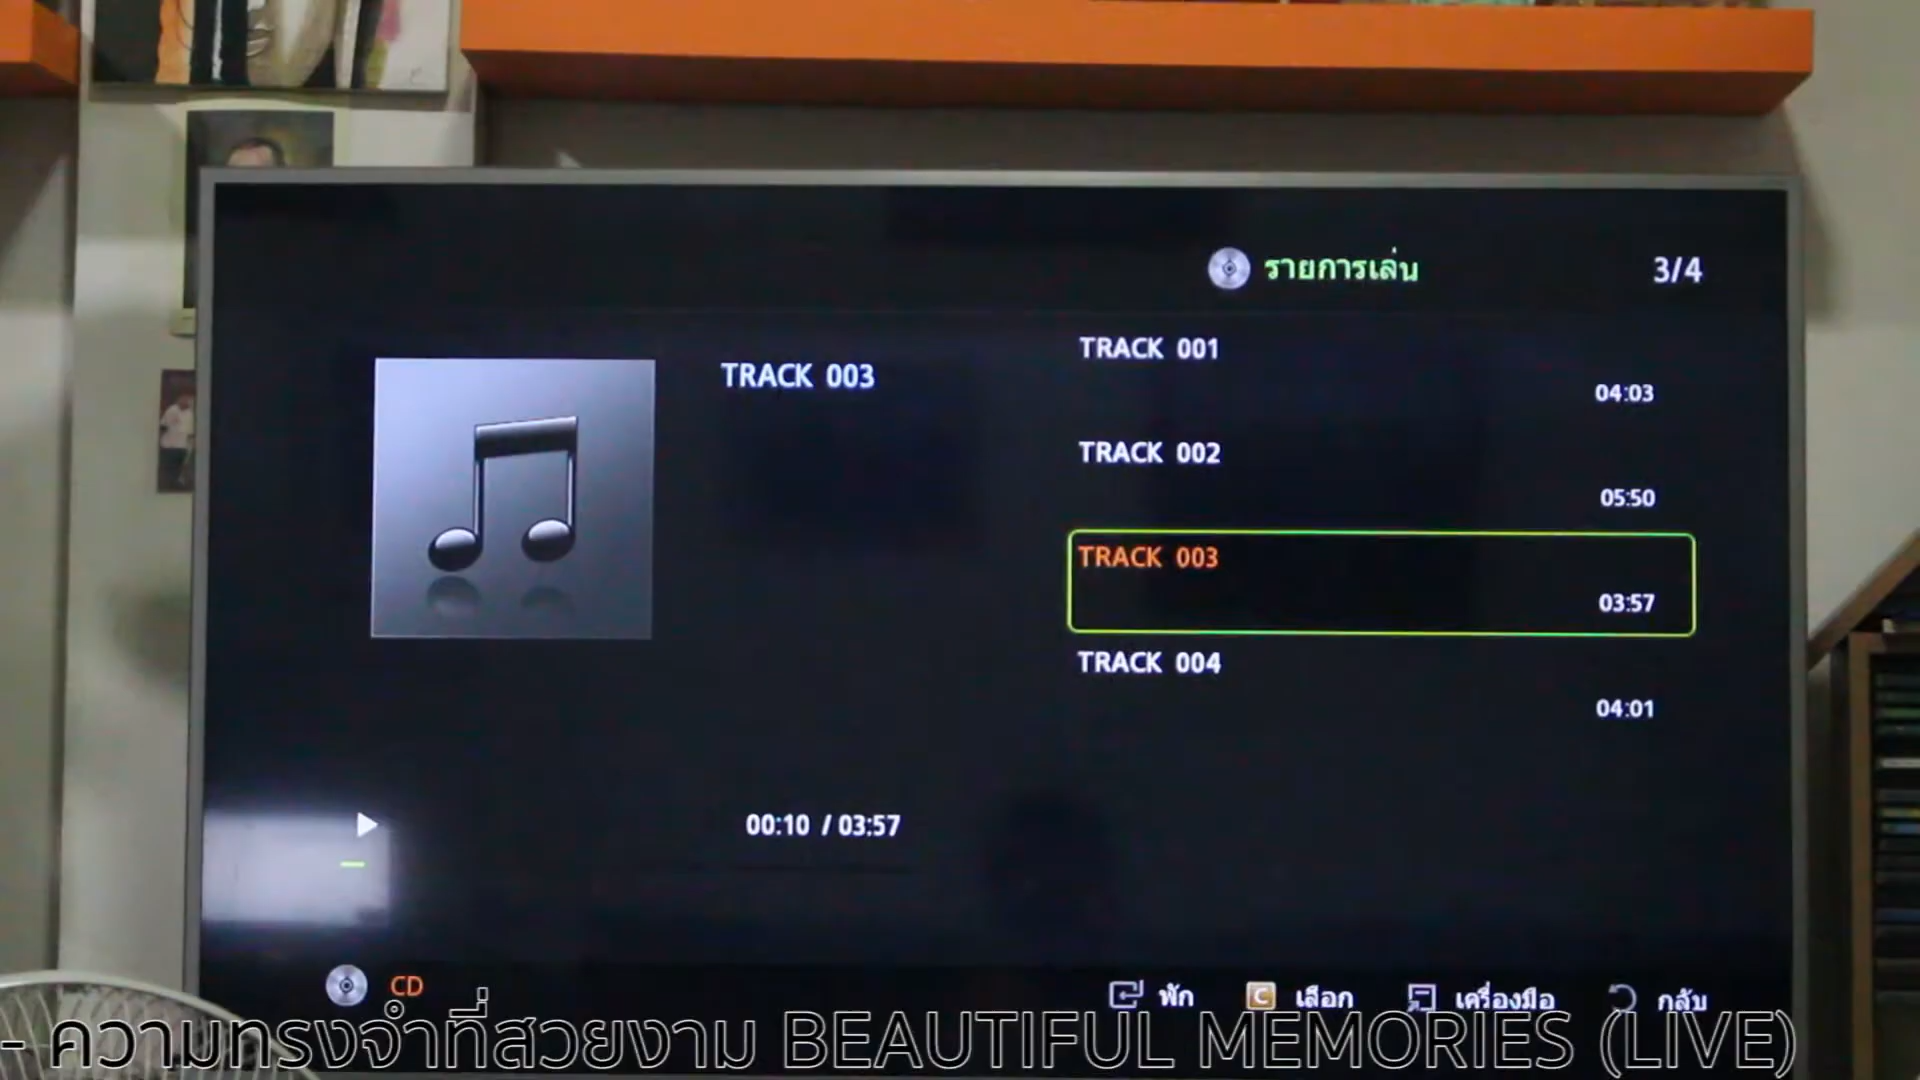 รายการเล่น 3/4
TRACK 003
TRACK 001
04:03
TRACK 002
05:50
TRACK 003
03:57
TRACK 004
04:01
00:10 / 03:57
CD
พัก C เลือก เครื่องมือ กลับ
- ความทรงจำที่สวยงาม BEAUTIFUL MEMORIES (LIVE)